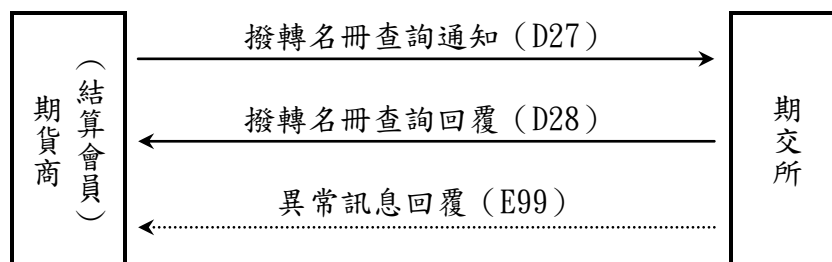 撥轉名冊查詢通知（D27）
撥轉名冊查詢回覆（D28）
異常訊息回覆（E99）
期貨商
（結算會員）
期交所